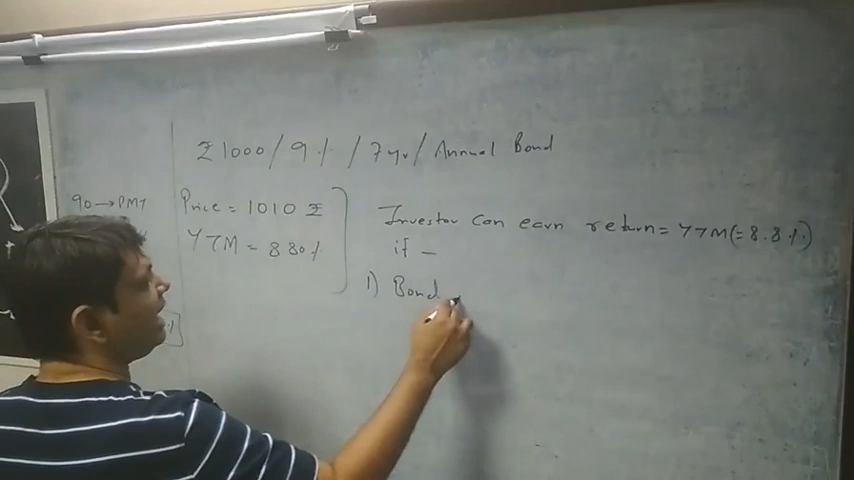 ₹1000/9%/7yr/Annual Bond
90→PMT
Price = 1010 ₹
YTM = 8.80%
Investor can earn return = YTM (= 8.8%)
if –
1) Bond